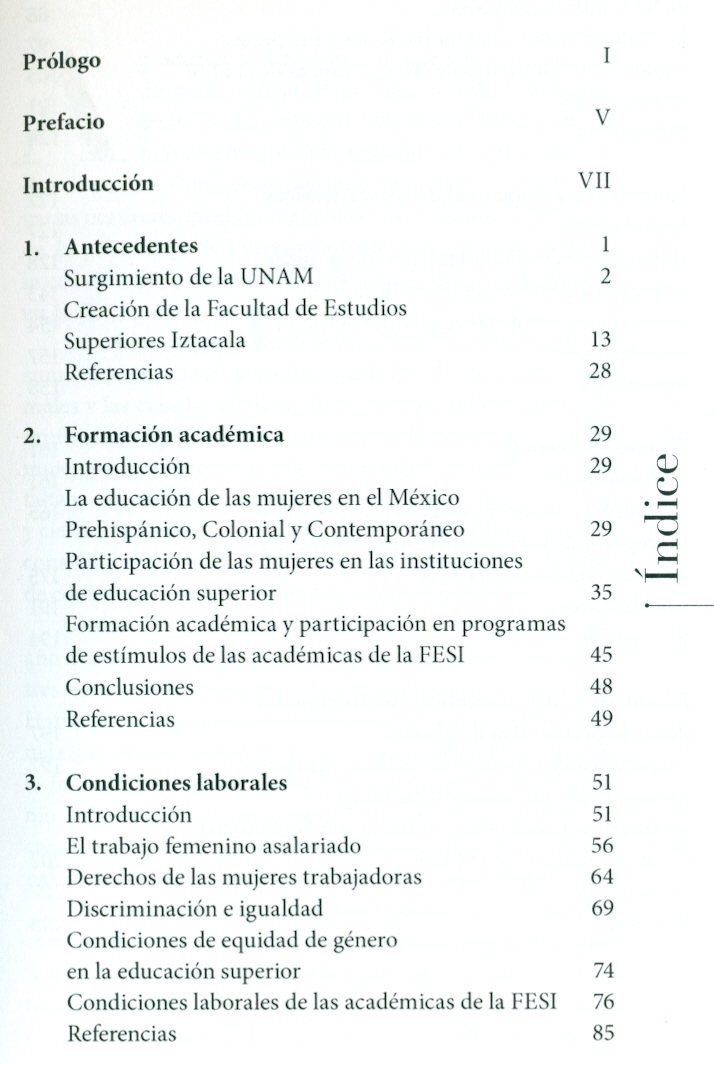 Prólogo I
Prefacio V
Introducción VII
1. Antecedentes 1
Surgimiento de la UNAM 2
Creación de la Facultad de Estudios
Superiores Iztacala 13
Referencias 28
2. Formación académica 29
Introducción 29
La educación de las mujeres en el México
Prehispánico, Colonial y Contemporáneo 29
Participación de las mujeres en las instituciones
de educación superior 35
Formación académica y participación en programas
de estímulos de las académicas de la FESI 45
Conclusiones 48
Referencias 49
3. Condiciones laborales 51
Introducción 51
El trabajo femenino asalariado 56
Derechos de las mujeres trabajadoras 64
Discriminación e igualdad 69
Condiciones de equidad de género
en la educación superior 74
Condiciones laborales de las académicas de la FESI 76
Referencias 85
Índice